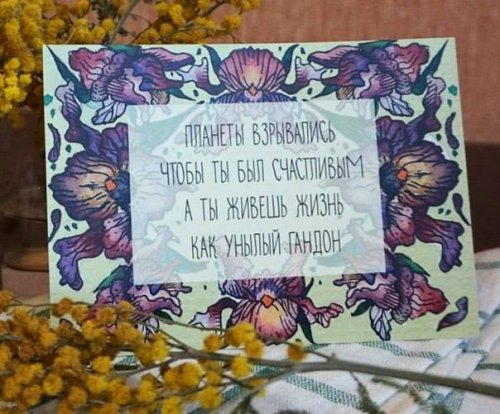 ПЛАНЕТЫ ВЗРЫВАЛИСЬ
ЧТОБЫ ТЫ БЫЛ СЧАСТЛИВЫМ
А ТЫ ЖИВЕШЬ ЖИЗНЬ
КАК УНЫЛЫЙ ГАНДОН